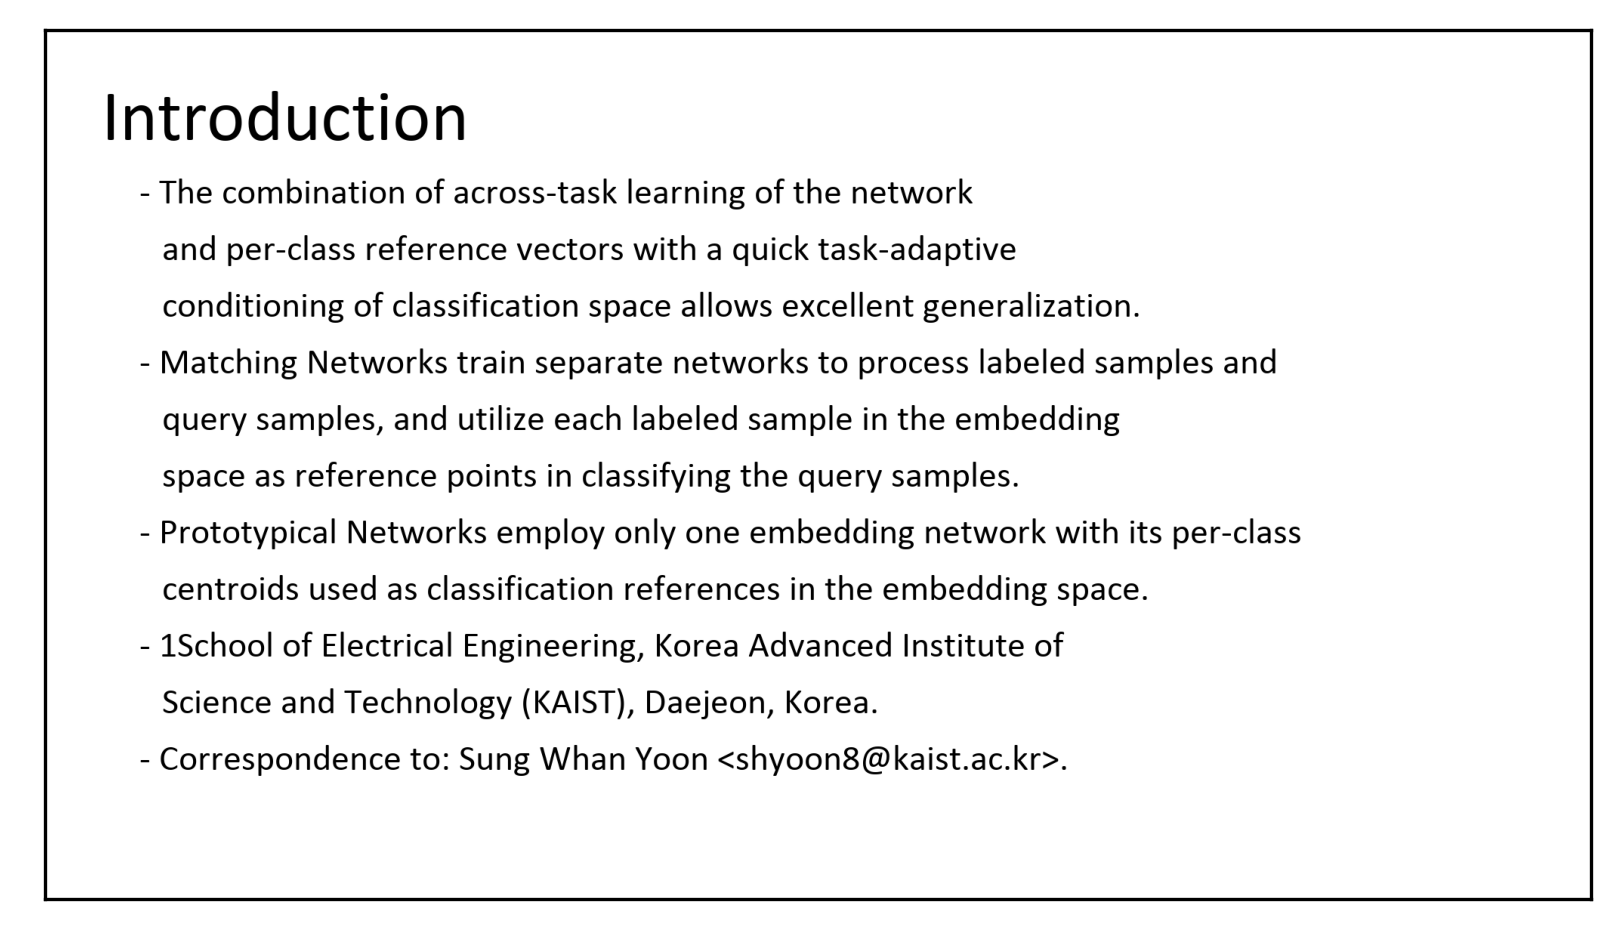 Introduction
- The combination of across-task learning of the network
and per-class reference vectors with a quick task-adaptive
conditioning of classification space allows excellent generalization.
- Matching Networks train separate networks to process labeled samples and
query samples, and utilize each labeled sample in the embedding
space as reference points in classifying the query samples.
- Prototypical Networks employ only one embedding network with its per-class
centroids used as classification references in the embedding space.
- 1School of Electrical Engineering, Korea Advanced Institute of
Science and Technology (KAIST), Daejeon, Korea.
- Correspondence to: Sung Whan Yoon <shyoon8@kaist.ac.kr>.